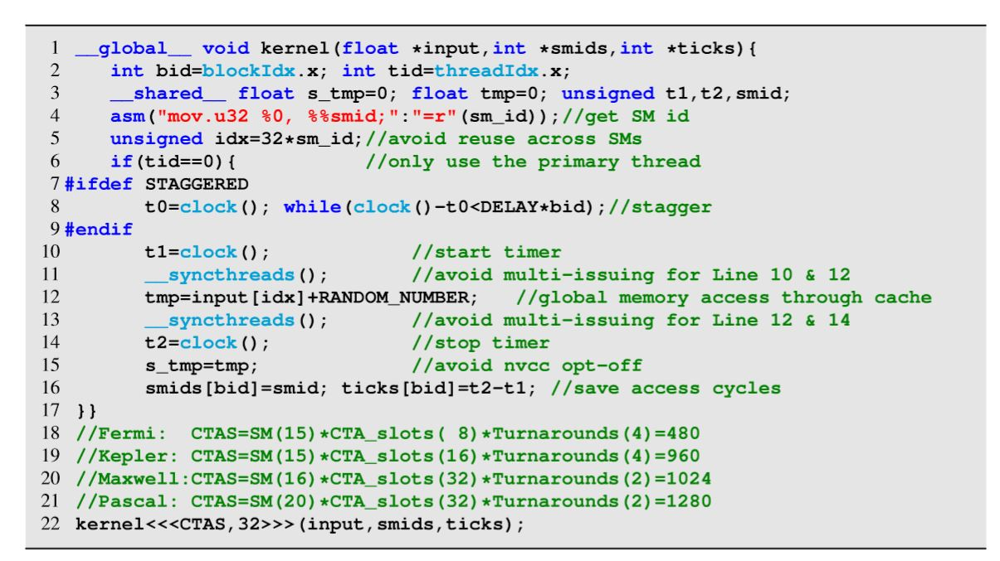 1 __global__ void kernel(float *input,int *smids,int *ticks){
2 int bid=blockIdx.x; int tid=threadIdx.x;
3 __shared__ float s_tmp=0; float tmp=0; unsigned t1,t2,smid;
4 asm("mov.u32 %0, %%smid;":"=r"(sm_id));//get SM id
5 unsigned idx=32*sm_id;//avoid reuse across SMs
6 if(tid==0){ //only use the primary thread
7 #ifdef STAGGERED
8 t0=clock(); while(clock()-t0<DELAY*bid);//stagger
9 #endif
10 t1=clock(); //start timer
11 __syncthreads(); //avoid multi-issuing for Line 10 & 12
12 tmp=input[idx]+RANDOM_NUMBER; //global memory access through cache
13 __syncthreads(); //avoid multi-issuing for Line 12 & 14
14 t2=clock(); //stop timer
15 s_tmp=tmp; //avoid nvcc opt-off
16 smids[bid]=smid; ticks[bid]=t2-t1; //save access cycles
17 }}
18 //Fermi: CTAS=SM(15)*CTA_slots( 8)*Turnarounds(4)=480
19 //Kepler: CTAS=SM(15)*CTA_slots(16)*Turnarounds(4)=960
20 //Maxwell:CTAS=SM(16)*CTA_slots(32)*Turnarounds(2)=1024
21 //Pascal: CTAS=SM(20)*CTA_slots(32)*Turnarounds(2)=1280
22 kernel<<<CTAS,32>>>(input,smids,ticks);